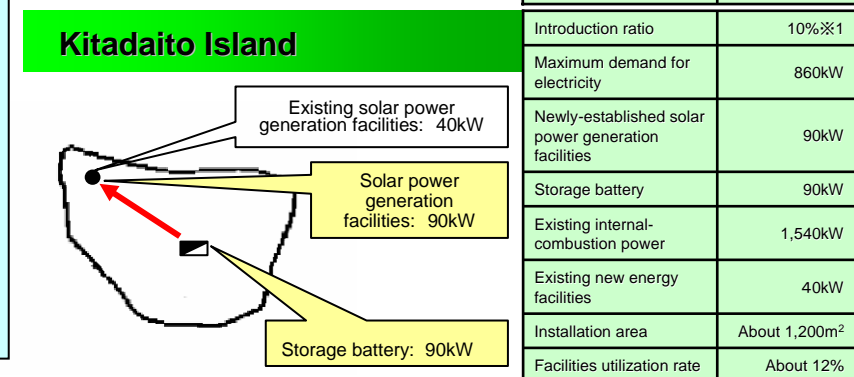 Kitadaito Island
Existing solar power
generation facilities: 40kW
Solar power
generation
facilities: 90kW
Storage battery: 90kW
Introduction ratio 10%※1
Maximum demand for
electricity 860kW
Newly-established solar
power generation
facilities 90kW
Storage battery 90kW
Existing internal-
combustion power 1,540kW
Existing new energy
facilities 40kW
Installation area About 1,200m²
Facilities utilization rate About 12%